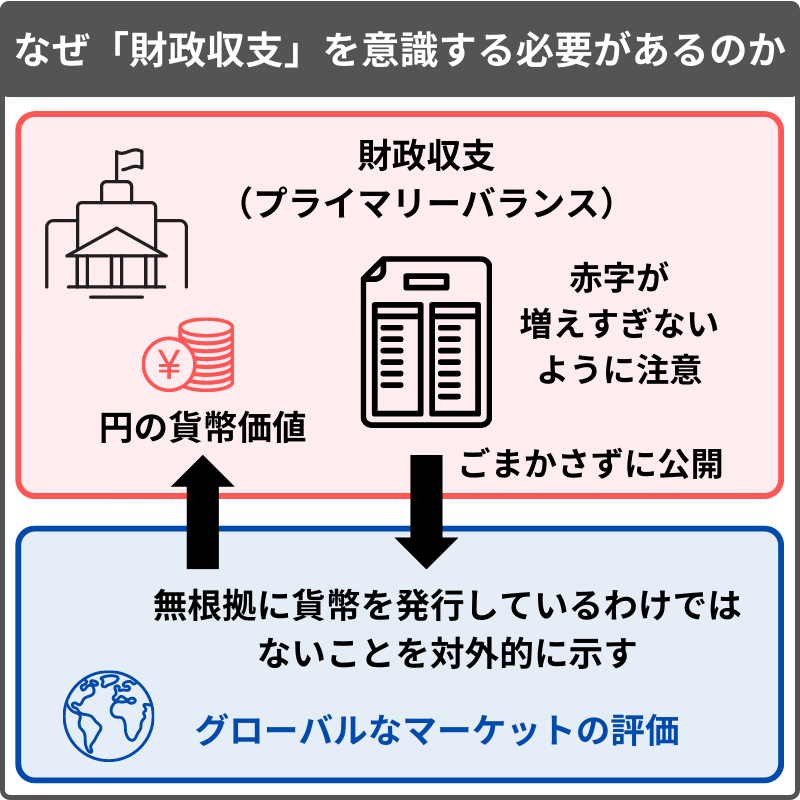 なぜ「財政収支」を意識する必要があるのか
財政収支
（プライマリーバランス）
赤字が
増えすぎない
ように注意
¥
円の貨幣価値
ごまかさずに公開
無根拠に貨幣を発行しているわけでは
ないことを対外的に示す
グローバルなマーケットの評価